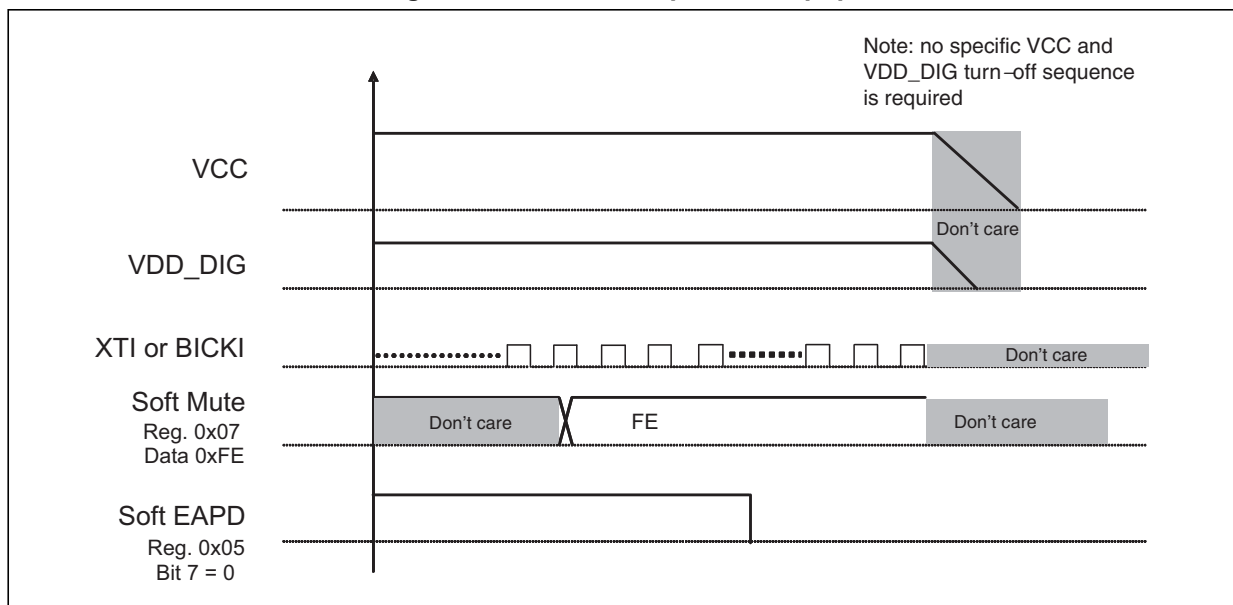 Note: no specific VCC and
VDD_DIG turn-off sequence
is required
VCC
Don't care
VDD_DIG
XTI or BICKI
Don't care
Soft Mute
Reg. 0x07
Data 0xFE
Don't care
FE
Don't care
Soft EAPD
Reg. 0x05
Bit 7 = 0